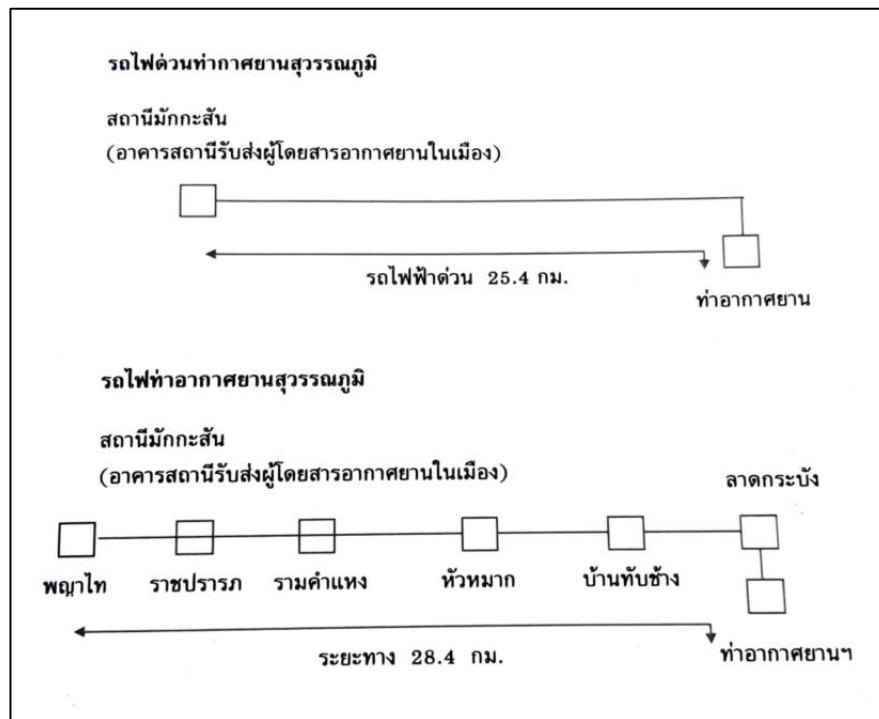 รถไฟด่วนท่ากาศยานสุวรรณภูมิ
สถานีมักกะสัน
(อาคารสถานีรับส่งผู้โดยสารอากาศยานในเมือง)
รถไฟฟ้าด่วน 25.4 กม.
ท่าอากาศยาน
รถไฟท่าอากาศยานสุวรรณภูมิ
สถานีมักกะสัน
(อาคารสถานีรับส่งผู้โดยสารอากาศยานในเมือง)
ลาดกระบัง
พญาไท ราชปรารภ รามคำแหง หัวหมาก บ้านทับช้าง
ระยะทาง 28.4 กม.
ท่าอากาศยานฯ